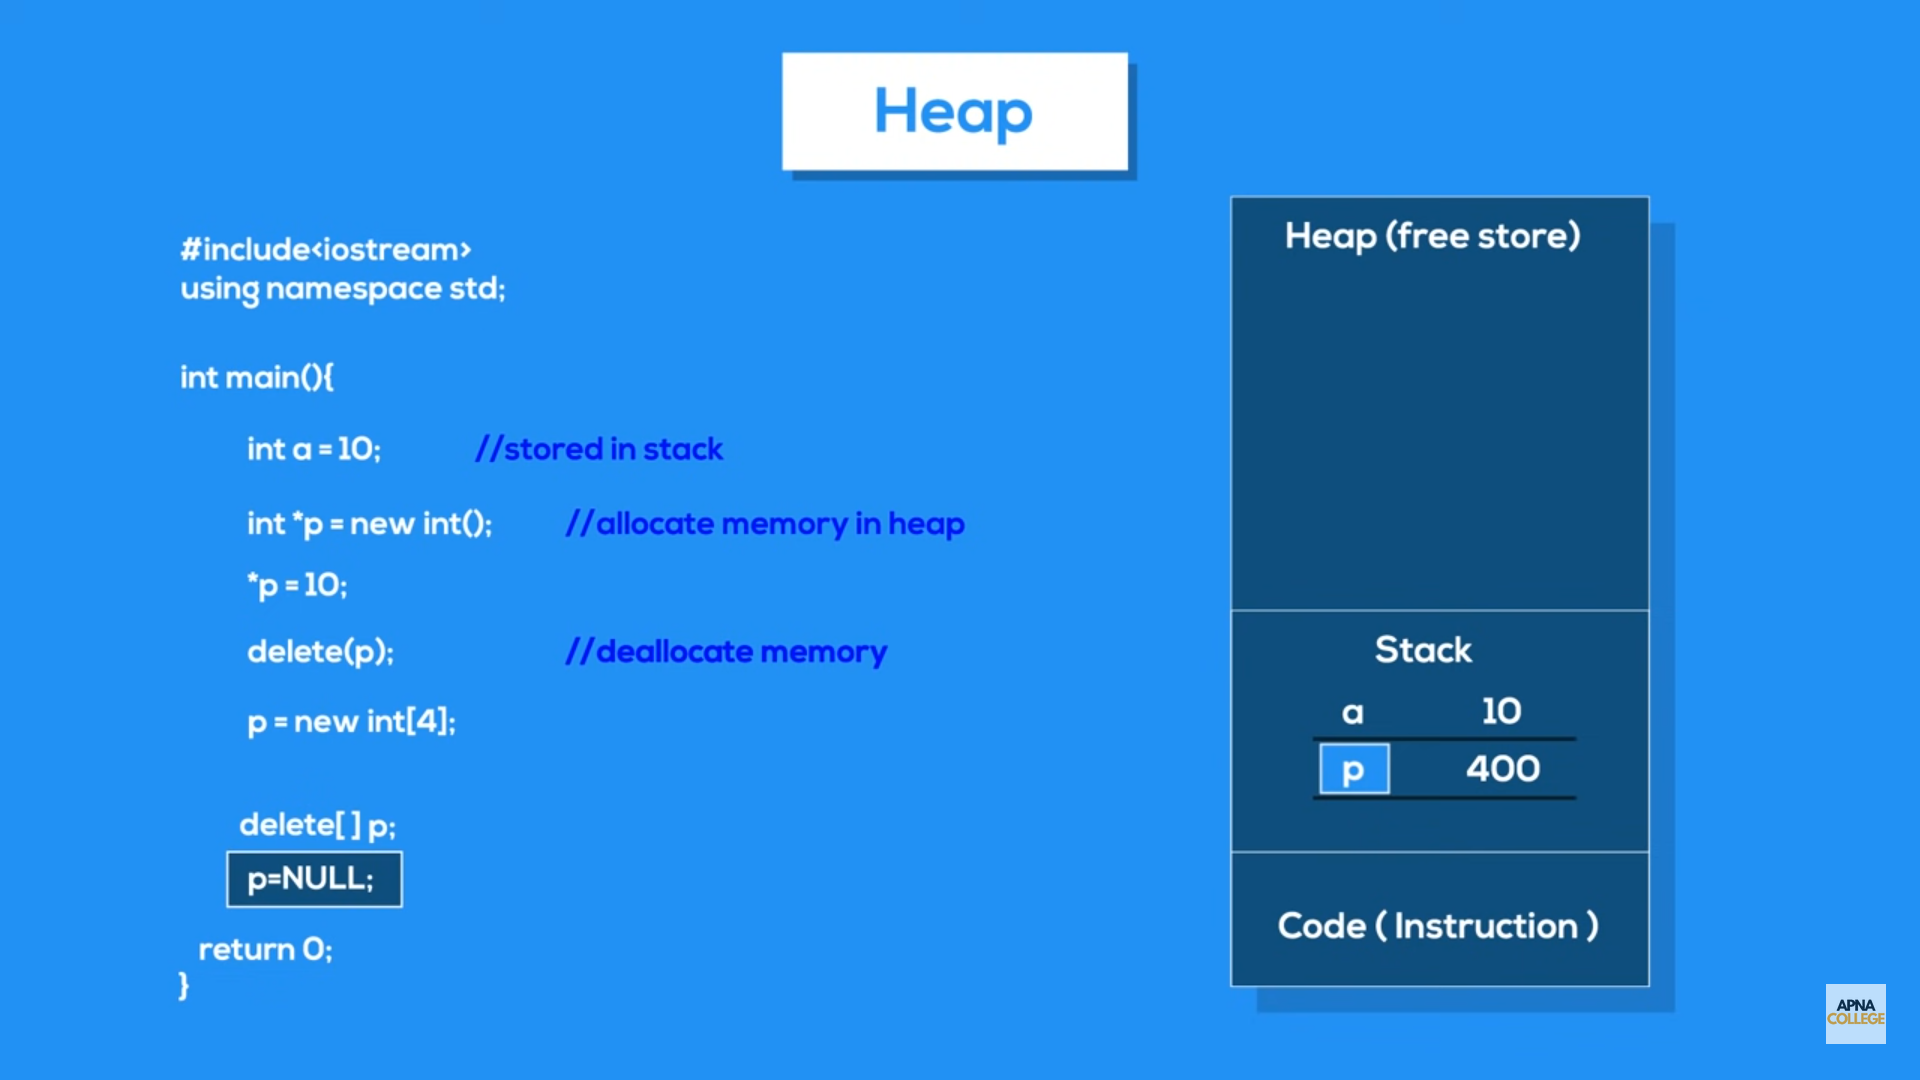 Heap
#include<iostream>
using namespace std;
int main(){
int a = 10; //stored in stack
int *p = new int(); //allocate memory in heap
*p = 10;
delete(p); //deallocate memory
p = new int[4];
delete[ ] p;
p=NULL;
return 0;
}
Heap (free store)
Stack
a 10
p 400
Code ( Instruction )
APNA
COLLEGE